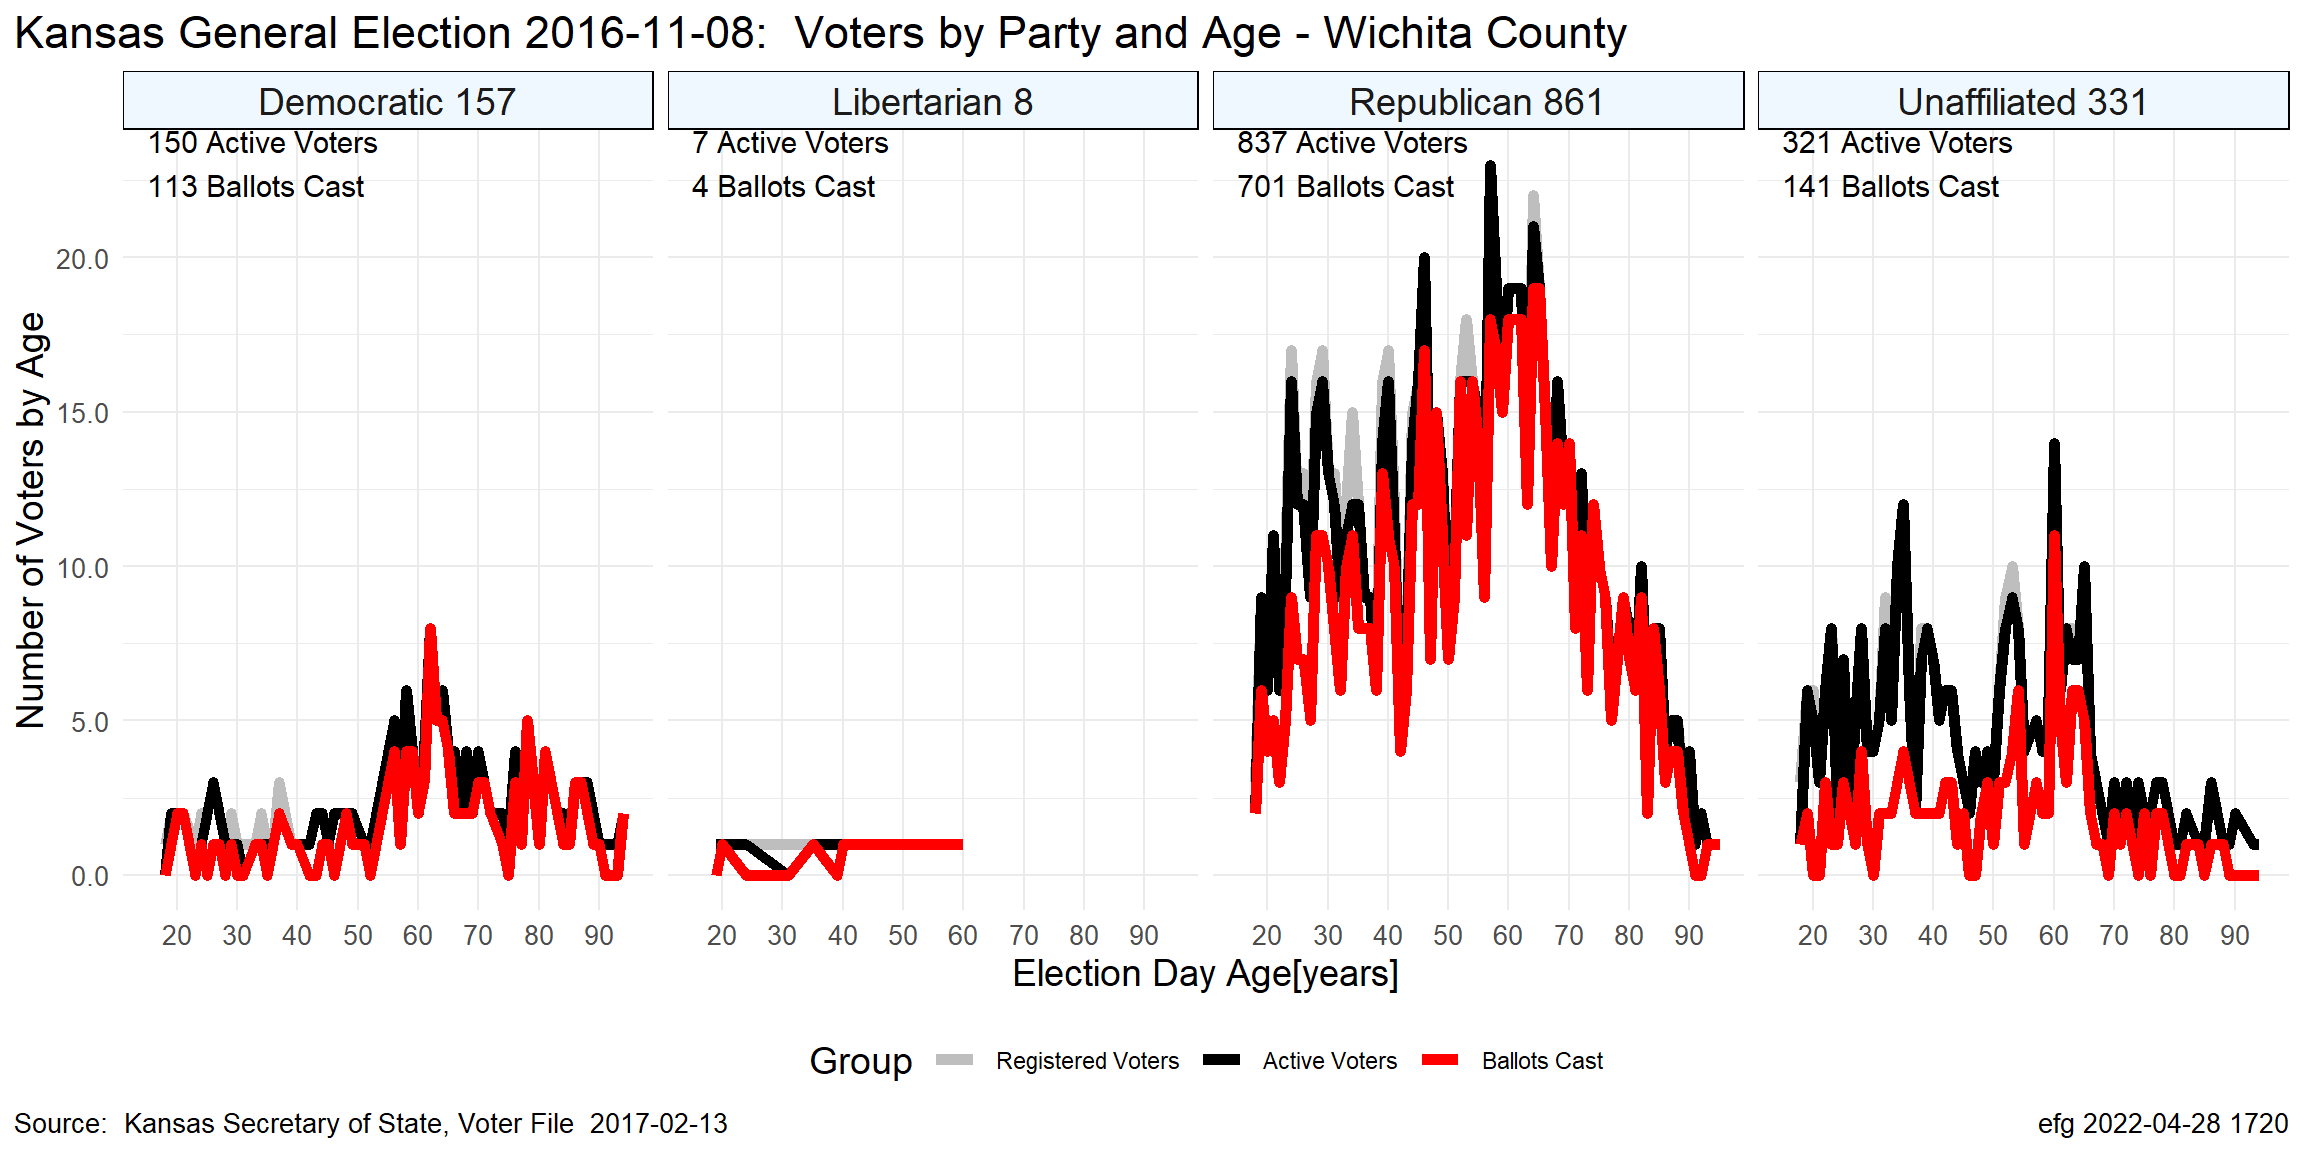 Kansas General Election 2016-11-08:  Voters by Party and Age - Wichita County
Democratic 157
Libertarian 8
Republican 861
Unaffiliated 331
150 Active Voters
113 Ballots Cast
7 Active Voters
4 Ballots Cast
837 Active Voters
701 Ballots Cast
321 Active Voters
141 Ballots Cast
Number of Voters by Age
20.0
15.0
10.0
5.0
0.0
20 30 40 50 60 70 80 90
20 30 40 50 60 70 80 90
20 30 40 50 60 70 80 90
20 30 40 50 60 70 80 90
Election Day Age[years]
Group Registered Voters Active Voters Ballots Cast
Source:  Kansas Secretary of State, Voter File  2017-02-13
efg 2022-04-28 1720